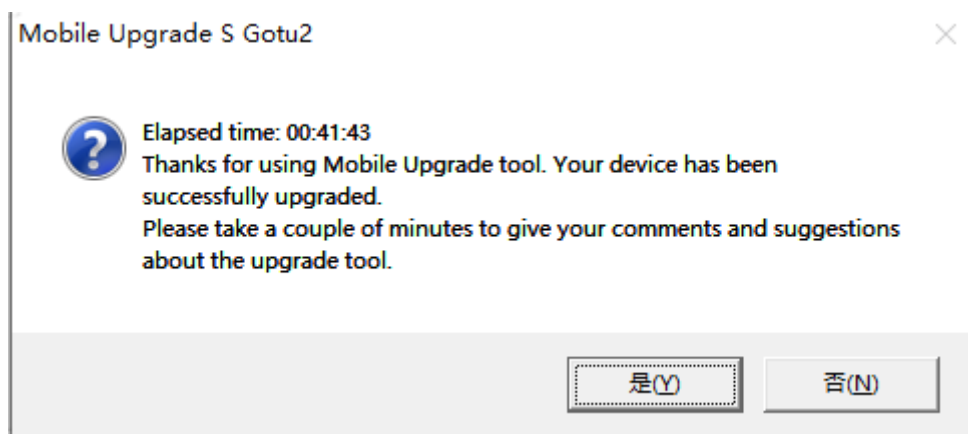 Mobile Upgrade S Gotu2
Elapsed time: 00:41:43
Thanks for using Mobile Upgrade tool. Your device has been
successfully upgraded.
Please take a couple of minutes to give your comments and suggestions
about the upgrade tool.
是(Y) 否(N)